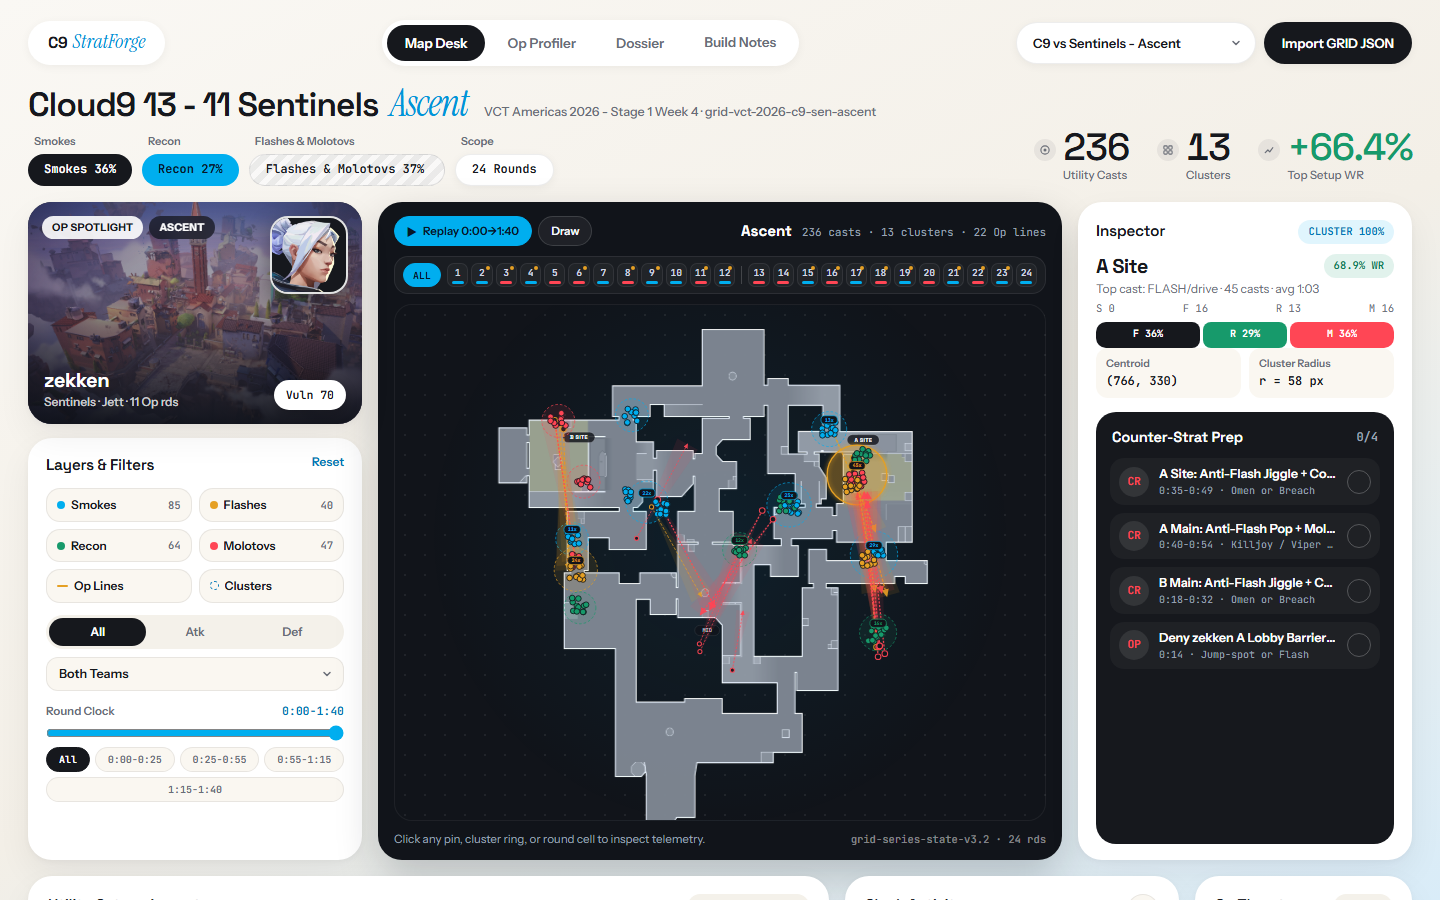 C9 StratForge
Map Desk
Op Profiler
Dossier
Build Notes
C9 vs Sentinels - Ascent
Import GRID JSON
Cloud9 13 - 11 Sentinels Ascent
VCT Americas 2026 - Stage 1 Week 4 · grid-vct-2026-c9-sen-ascent
Smokes
Recon
Flashes & Molotovs
Scope
Smokes 36%
Recon 27%
Flashes & Molotovs 37%
24 Rounds
236
Utility Casts
13
Clusters
+66.4%
Top Setup WR
OP SPOTLIGHT
ASCENT
zekken
Sentinels · Jett · 11 Op rds
Vuln 70
Layers & Filters
Reset
Smokes 85
Flashes 40
Recon 64
Molotovs 47
Op Lines
Clusters
All
Atk
Def
Both Teams
Round Clock
0:00-1:40
All
0:00-0:25
0:25-0:55
0:55-1:15
1:15-1:40
Replay 0:00→1:40
Draw
Ascent 236 casts · 13 clusters · 22 Op lines
ALL 1 2 3 4 5 6 7 8 9 10 11 12 13 14 15 16 17 18 19 20 21 22 23 24
B SITE
A SITE
MID
Click any pin, cluster ring, or round cell to inspect telemetry.
grid-series-state-v3.2 · 24 rds
Inspector
CLUSTER 100%
A Site
68.9% WR
Top cast: FLASH/drive · 45 casts · avg 1:03
S 0 F 16 R 13 M 16
F 36% R 29% M 36%
Centroid
(766, 330)
Cluster Radius
r = 58 px
Counter-Strat Prep
0/4
CR
A Site: Anti-Flash Jiggle + Co...
0:35-0:49 · Omen or Breach
CR
A Main: Anti-Flash Pop + Mol...
0:40-0:54 · Killjoy / Viper …
CR
B Main: Anti-Flash Jiggle + C...
0:18-0:32 · Omen or Breach
OP
Deny zekken A Lobby Barrier...
0:14 · Jump-spot or Flash